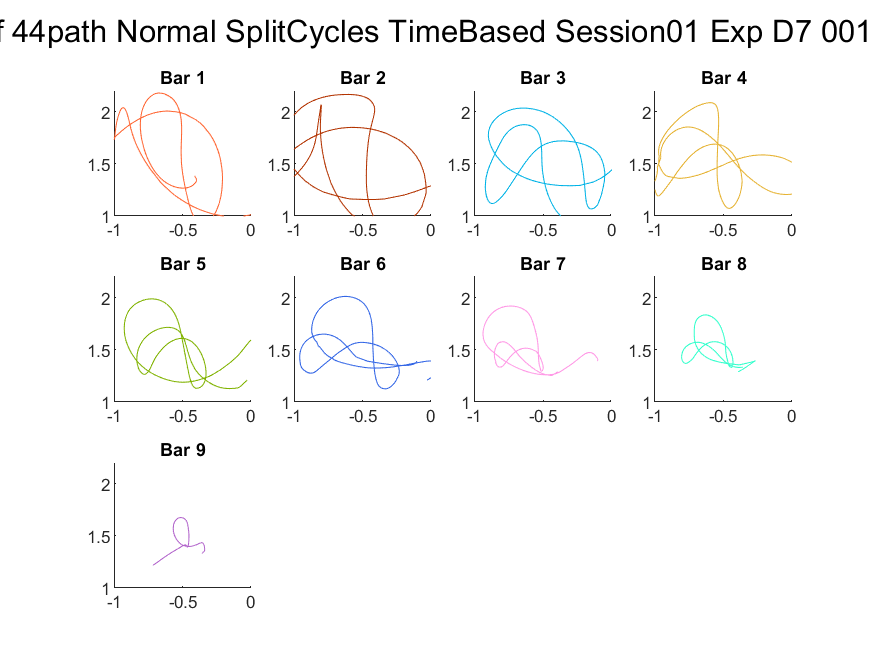 44path Normal SplitCycles TimeBased Session01 Exp D7 001
Bar 1 Bar 2 Bar 3 Bar 4
2 2 2 2
1.5 1.5 1.5 1.5
1 1 1 1
-1 -0.5 0 -1 -0.5 0 -1 -0.5 0 -1 -0.5 0
Bar 5 Bar 6 Bar 7 Bar 8
2 2 2 2
1.5 1.5 1.5 1.5
1 1 1 1
-1 -0.5 0 -1 -0.5 0 -1 -0.5 0 -1 -0.5 0
Bar 9
2
1.5
1
-1 -0.5 0